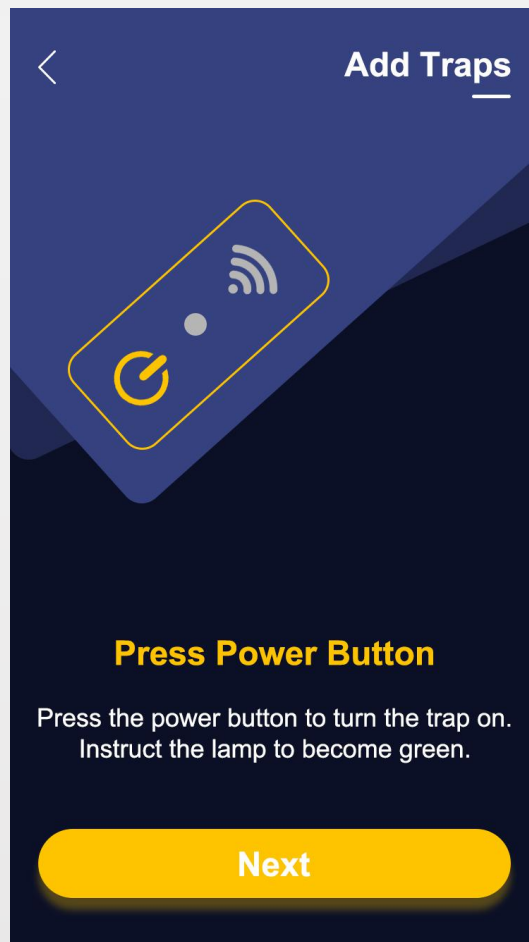 Add Traps
Press Power Button
Press the power button to turn the trap on.
Instruct the lamp to become green.
Next